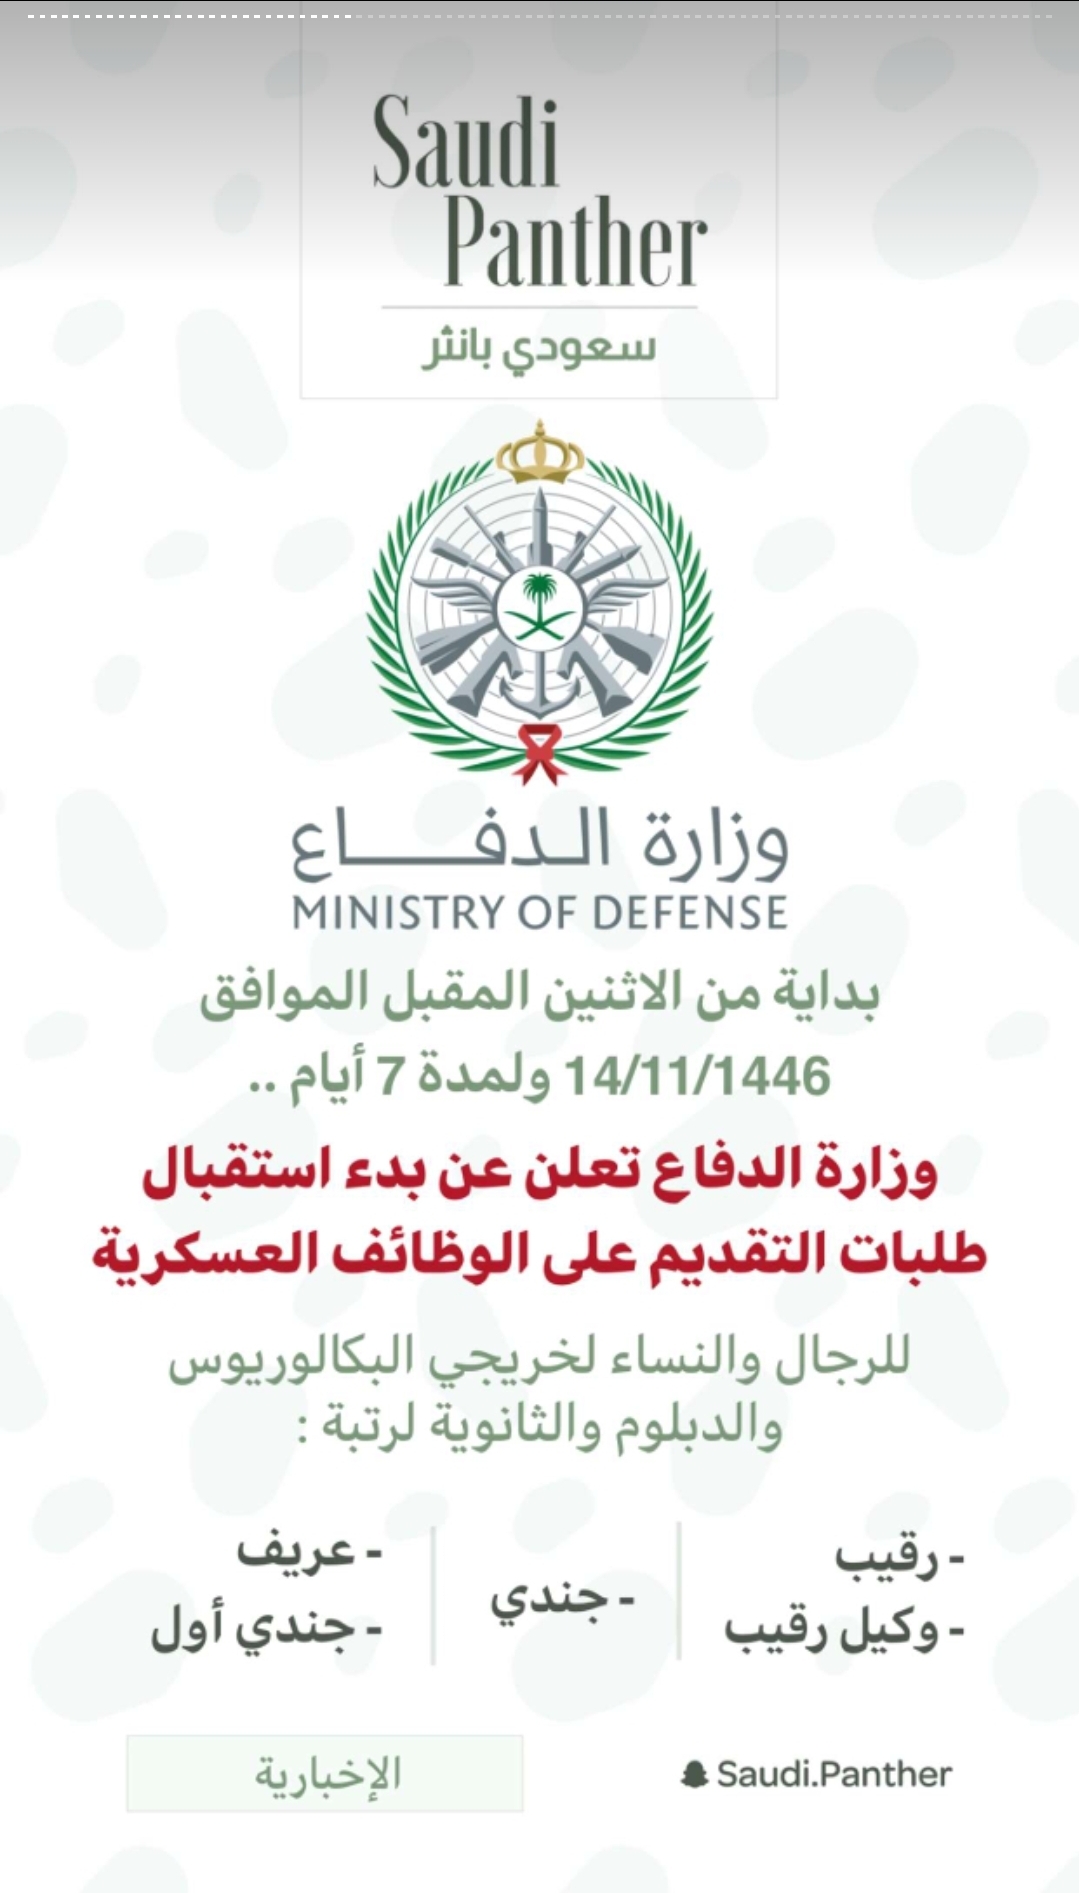 Saudi
Panther
سعودي بانثر
وزارة الدفـــــاع
MINISTRY OF DEFENSE
بداية من الاثنين المقبل الموافق
14/11/1446 ولمدة 7 أيام ..
وزارة الدفاع تعلن عن بدء استقبال
طلبات التقديم على الوظائف العسكرية
للرجال والنساء لخريجي البكالوريوس
والدبلوم والثانوية لرتبة :
- رقيب
- وكيل رقيب
- جندي
- عريف
- جندي أول
Saudi.Panther
الإخبارية